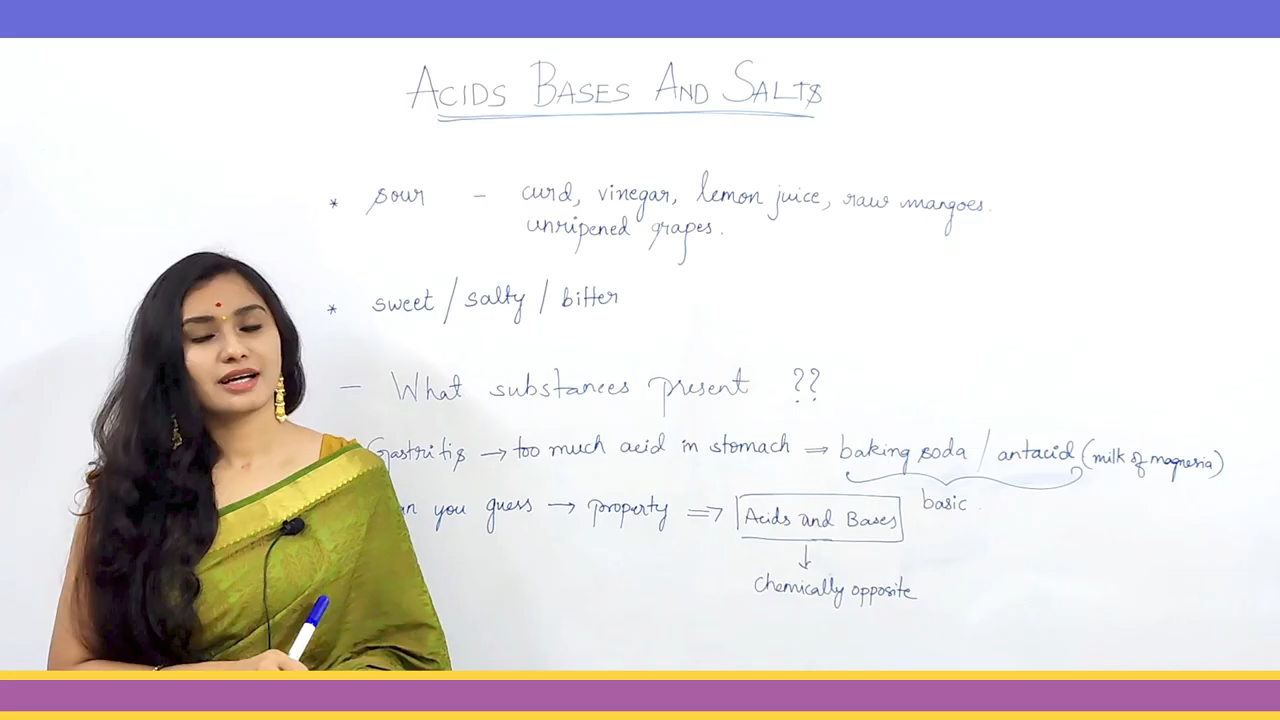 ACIDS BASES AND SALTS
* sour - curd, vinegar, lemon juice, raw mangoes.
unripened grapes.
* sweet / salty / bitter
- What substances present ??
Gastritis → too much acid in stomach ⇒ baking soda / antacid (milk of magnesia)
basic.
you guess → property ⇒ Acids and Bases
↓
chemically opposite